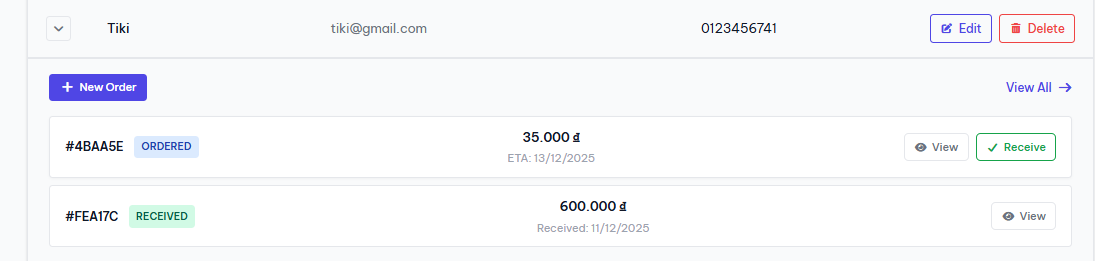 Tiki tiki@gmail.com 0123456741 Edit Delete
New Order View All
#4BAA5E ORDERED 35.000 ₫ View Receive
ETA: 13/12/2025
#FEA17C RECEIVED 600.000 ₫ View
Received: 11/12/2025